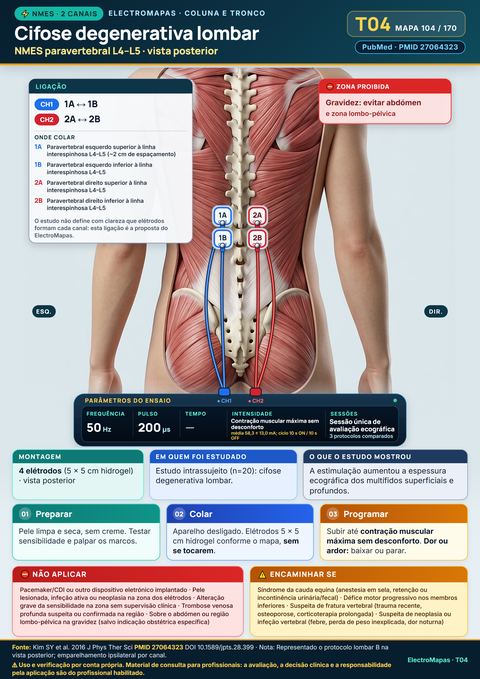 NMES · 2 CANAIS
ELECTROMAPAS · COLUNA E TRONCO
Cifose degenerativa lombar
NMES paravertebral L4–L5 · vista posterior
T04 MAPA 104 / 170
PubMed · PMID 27064323
LIGAÇÃO
CH1 1A ↔ 1B
CH2 2A ↔ 2B
ONDE COLAR
1A Paravertebral esquerdo superior à linha
interespinhosa L4-L5 (~2 cm de espaçamento)
1B Paravertebral esquerdo inferior à linha
interespinhosa L4-L5
2A Paravertebral direito superior à linha
interespinhosa L4-L5
2B Paravertebral direito inferior à linha
interespinhosa L4-L5
O estudo não define com clareza que elétrodos
formam cada canal: esta ligação é a proposta do
ElectroMapas.
ZONA PROIBIDA
Gravidez: evitar abdómen
e zona lombo-pélvica
1A
2A
1B
2B
ESQ.
DIR.
CH1
CH2
PARÂMETROS DO ENSAIO
FREQUÊNCIA
50 Hz
PULSO
200 µs
TEMPO
—
INTENSIDADE
Contração muscular máxima sem
desconforto
média 58,3 ± 13,0 mA; ciclo 10 s ON / 10 s
OFF
SESSÕES
Sessão única de
avaliação ecográfica
3 protocolos comparados
MONTAGEM
4 elétrodos (5 × 5 cm hidrogel)
· vista posterior
EM QUEM FOI ESTUDADO
Estudo intrassujeito (n=20): cifose
degenerativa lombar.
O QUE O ESTUDO MOSTROU
A estimulação aumentou a espessura
ecográfica dos multífidos superficiais e
profundos.
01 Preparar
Pele limpa e seca, sem creme. Testar
sensibilidade e palpar os marcos.
02 Colar
Aparelho desligado. Elétrodos 5 × 5
cm hidrogel conforme o mapa, sem
se tocarem.
03 Programar
Subir até contração muscular
máxima sem desconforto. Dor ou
ardor: baixar ou parar.
NÃO APLICAR
Pacemaker/CDI ou outro dispositivo eletrónico implantado · Pele
lesionada, infeção ativa ou neoplasia na zona dos elétrodos · Alteração
grave da sensibilidade na zona sem supervisão clínica · Trombose venosa
profunda suspeita ou confirmada na região · Sobre o abdómen ou região
lombo-pélvica na gravidez (salvo indicação obstétrica específica)
ENCAMINHAR SE
Síndrome da cauda equina (anestesia em sela, retenção ou
incontinência urinária/fecal) · Défice motor progressivo nos membros
inferiores · Suspeita de fratura vertebral (trauma recente,
osteoporose, corticoterapia prolongada) · Suspeita de neoplasia ou
infeção vertebral (febre, perda de peso inexplicada, dor noturna)
Fonte: Kim SY et al. 2016 J Phys Ther Sci PMID 27064323 DOI 10.1589/jpts.28.399 · Nota: Representado o protocolo lombar B na
vista posterior; emparelhamento ipsilateral por canal.
Uso e verificação por conta própria. Material de consulta para profissionais: a avaliação, a decisão clínica e a responsabilidade
pela aplicação são do profissional habilitado.
ElectroMapas · T04